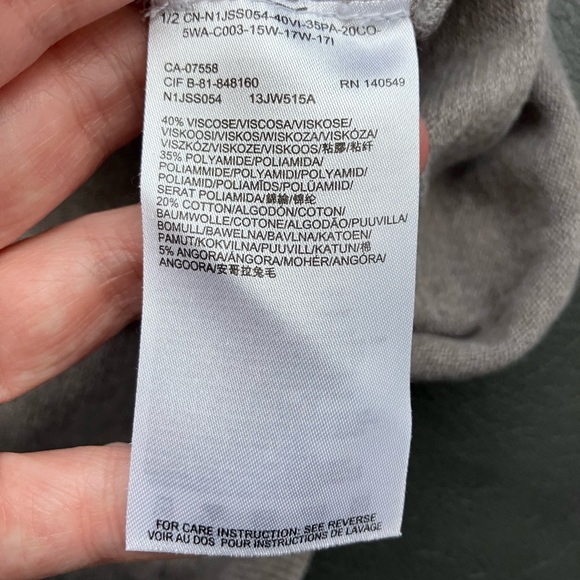 1/2 CN-N1JSS054-40VI-35PA-20CO-
5WA-C003-15W-17W-17I
CA-07558
CIF B-81-848160 RN 140549
N1JSS054 13JW515A
40% VISCOSE/VISCOSA/VISKOSE/
VISKOOSI/VISKOS/WISKOZA/VISKÓZA/
VISZKÓZ/VISKOZE/VISKOOS/粘膠/粘纤
35% POLYAMIDE/POLIAMIDA/
POLIAMMIDE/POLYAMID/POLYAMID/
POLIAMID/POLIAMĪDS/POLÜAMIID/
SERAT POLIAMIDA/錦綸/锦纶
20% COTTON/ALGODÓN/COTON/
BAUMWOLLE/COTONE/ALGODÃO/PUUVILLA/
BOMULL/BAWEŁNA/BAVLNA/KATOEN/
PAMUT/KOKVILNA/PUUVILL/KATUN/棉
5% ANGORA/ÁNGORA/MOHÉR/ANGÓRA/
ANGOORA/安哥拉兔毛
FOR CARE INSTRUCTION: SEE REVERSE
VOIR AU DOS POUR INSTRUCTIONS DE LAVAGE